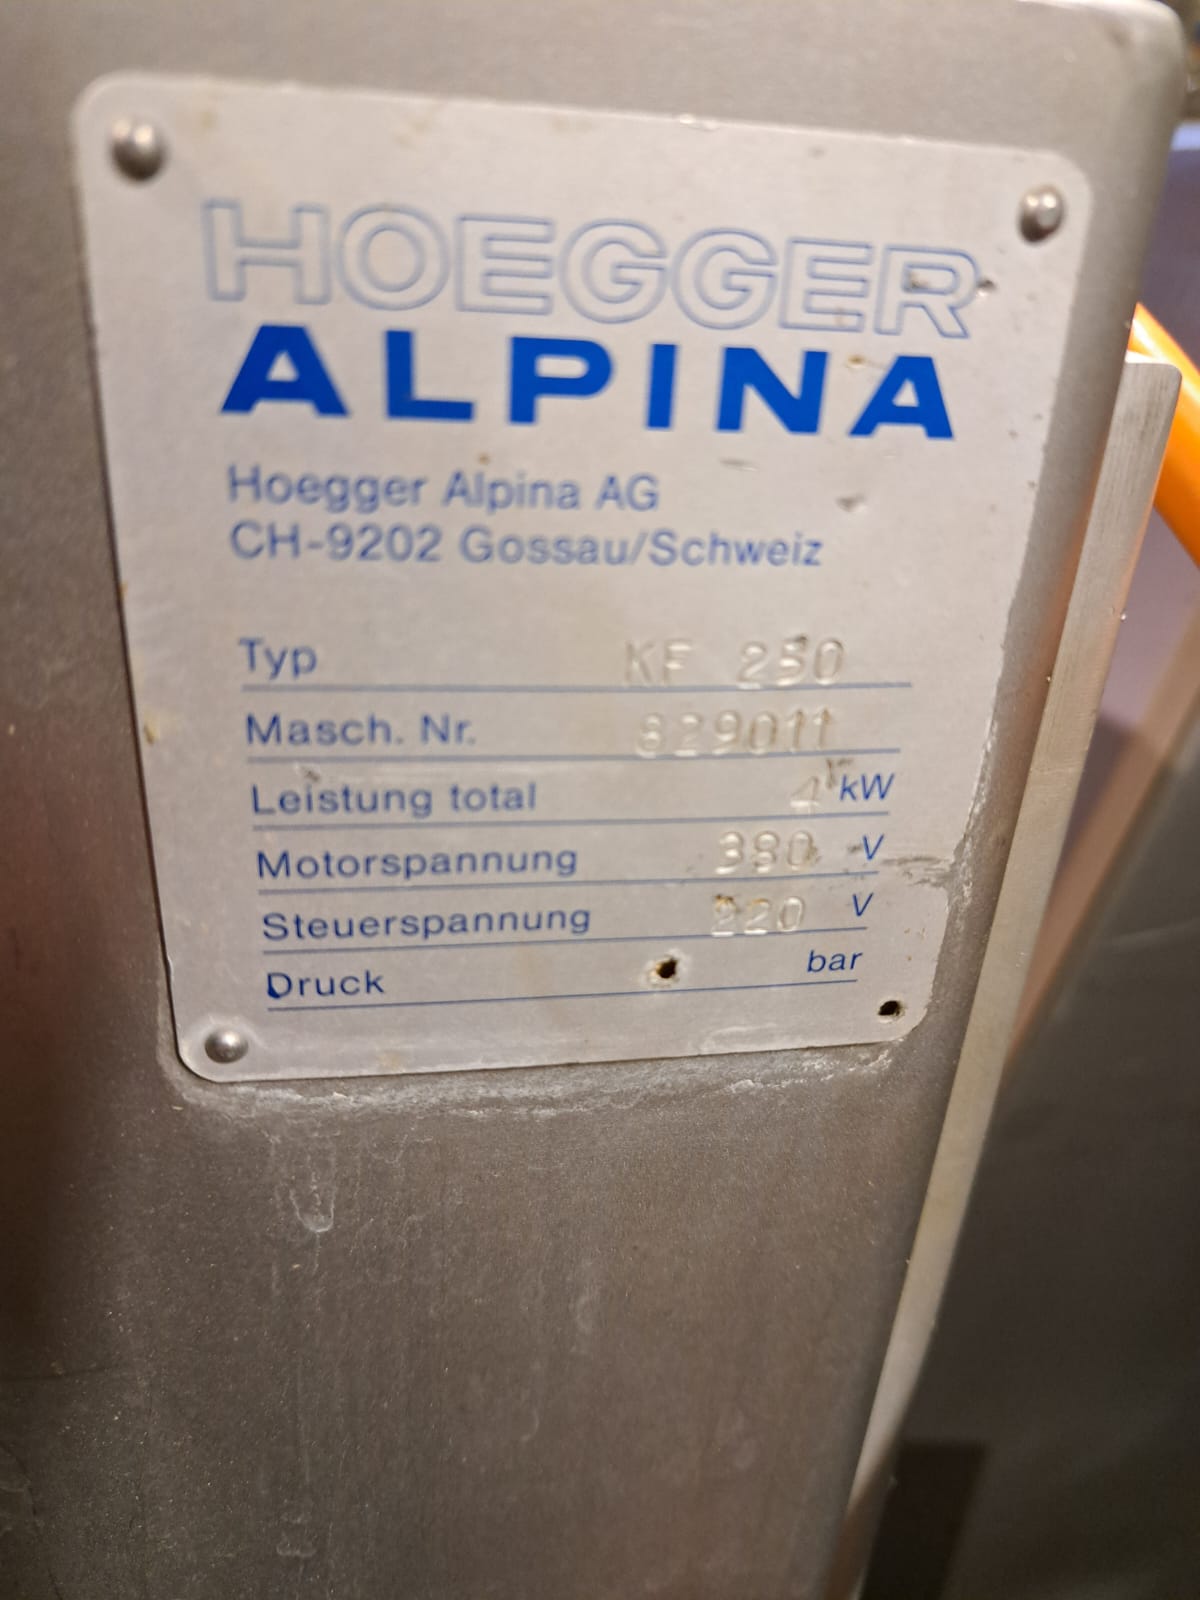 HOEGGER
ALPINA
Hoegger Alpina AG
CH-9202 Gossau/Schweiz
Typ KF 250
Masch. Nr. 829011
Leistung total 4 kW
Motorspannung 380 V
Steuerspannung 220 V
Druck bar